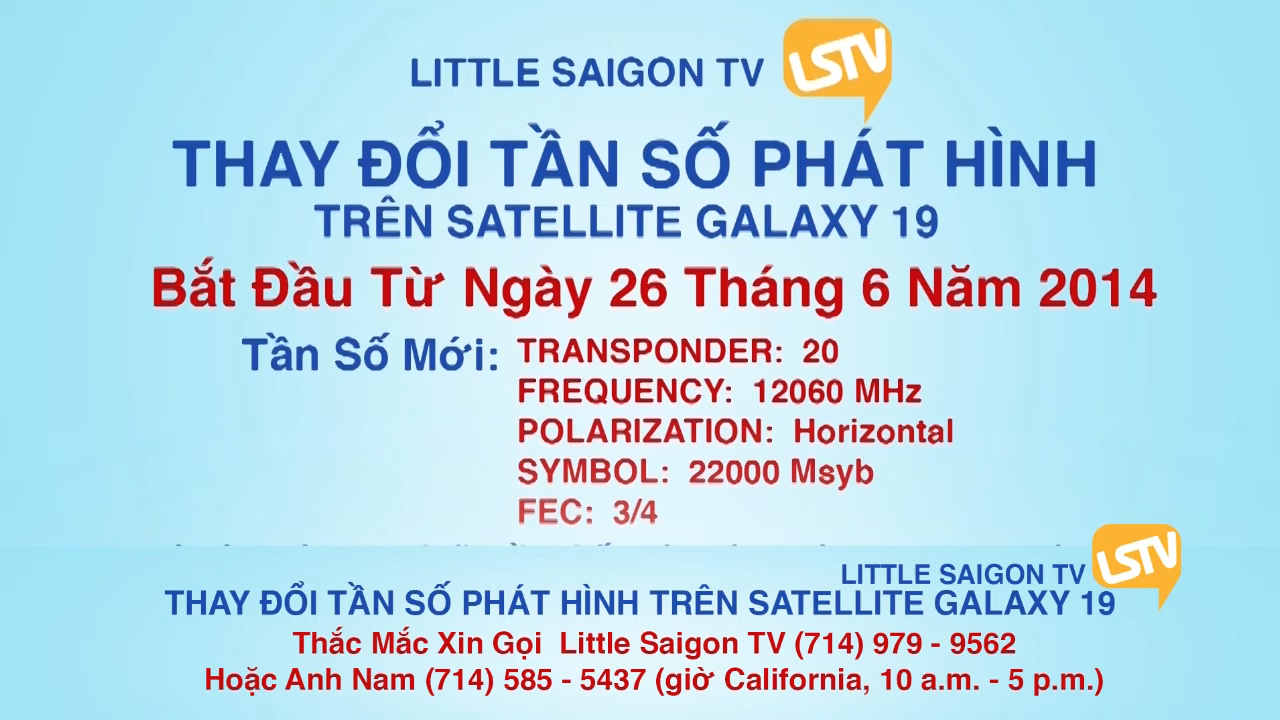 LITTLE SAIGON TV LSTV
THAY ĐỔI TẦN SỐ PHÁT HÌNH
TRÊN SATELLITE GALAXY 19
Bắt Đầu Từ Ngày 26 Tháng 6 Năm 2014
Tần Số Mới: TRANSPONDER: 20
FREQUENCY: 12060 MHz
POLARIZATION: Horizontal
SYMBOL: 22000 Msyb
FEC: 3/4
LITTLE SAIGON TV LSTV
THAY ĐỔI TẦN SỐ PHÁT HÌNH TRÊN SATELLITE GALAXY 19
Thắc Mắc Xin Gọi Little Saigon TV (714) 979 - 9562
Hoặc Anh Nam (714) 585 - 5437 (giờ California, 10 a.m. - 5 p.m.)